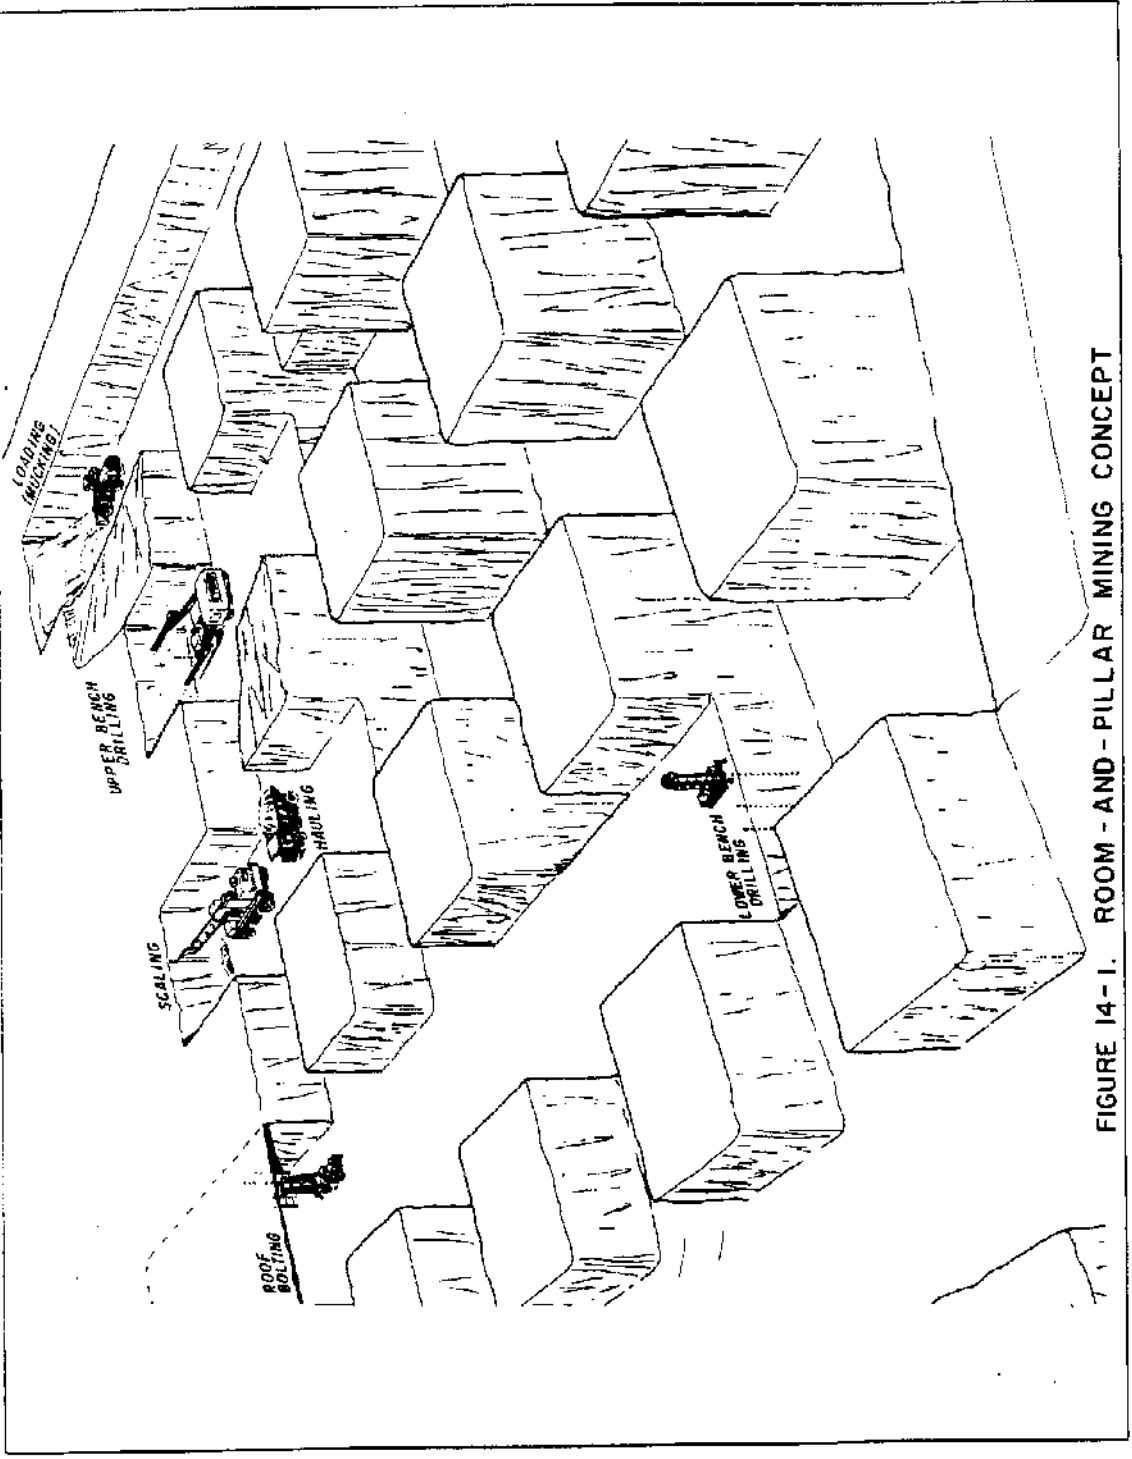 ROOF
BOLTING
SCALING
HAULING
UPPER BENCH
DRILLING
LOADING
(MUCKING)
LOWER BENCH
DRILLING
FIGURE 14-1. ROOM-AND-PILLAR MINING CONCEPT